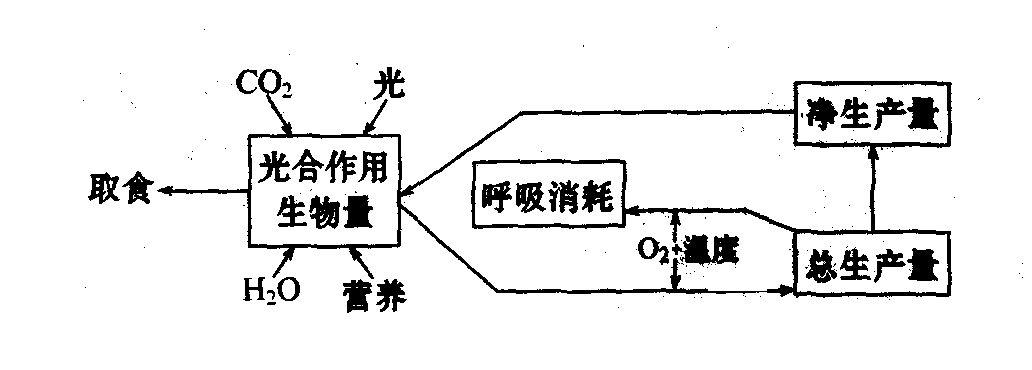 CO₂
光
净生产量
光合作用
生物量
取食
呼吸消耗
O₂
温度
总生产量
H₂O
营养